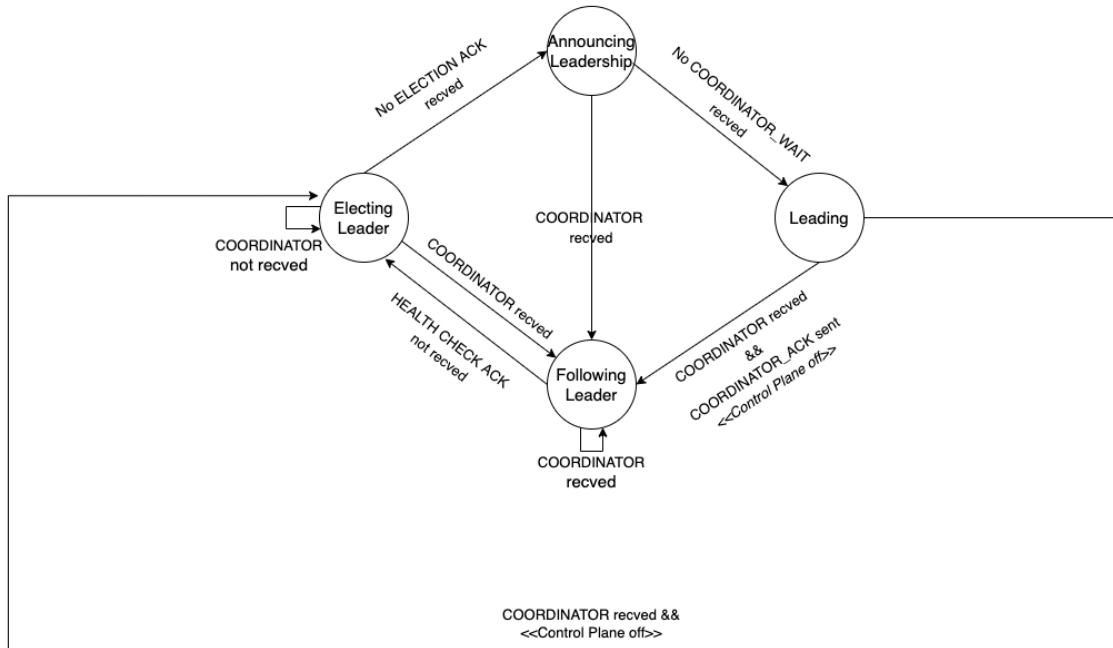 Announcing
Leadership
No ELECTION ACK
recved
No COORDINATOR_WAIT
recved
Electing
Leader
COORDINATOR
recved
Leading
COORDINATOR
not recved
COORDINATOR recved
HEALTH CHECK ACK
not recved
COORDINATOR recved
&&
COORDINATOR_ACK sent
<<Control Plane off>>
Following
Leader
COORDINATOR
recved
COORDINATOR recved &&
<<Control Plane off>>